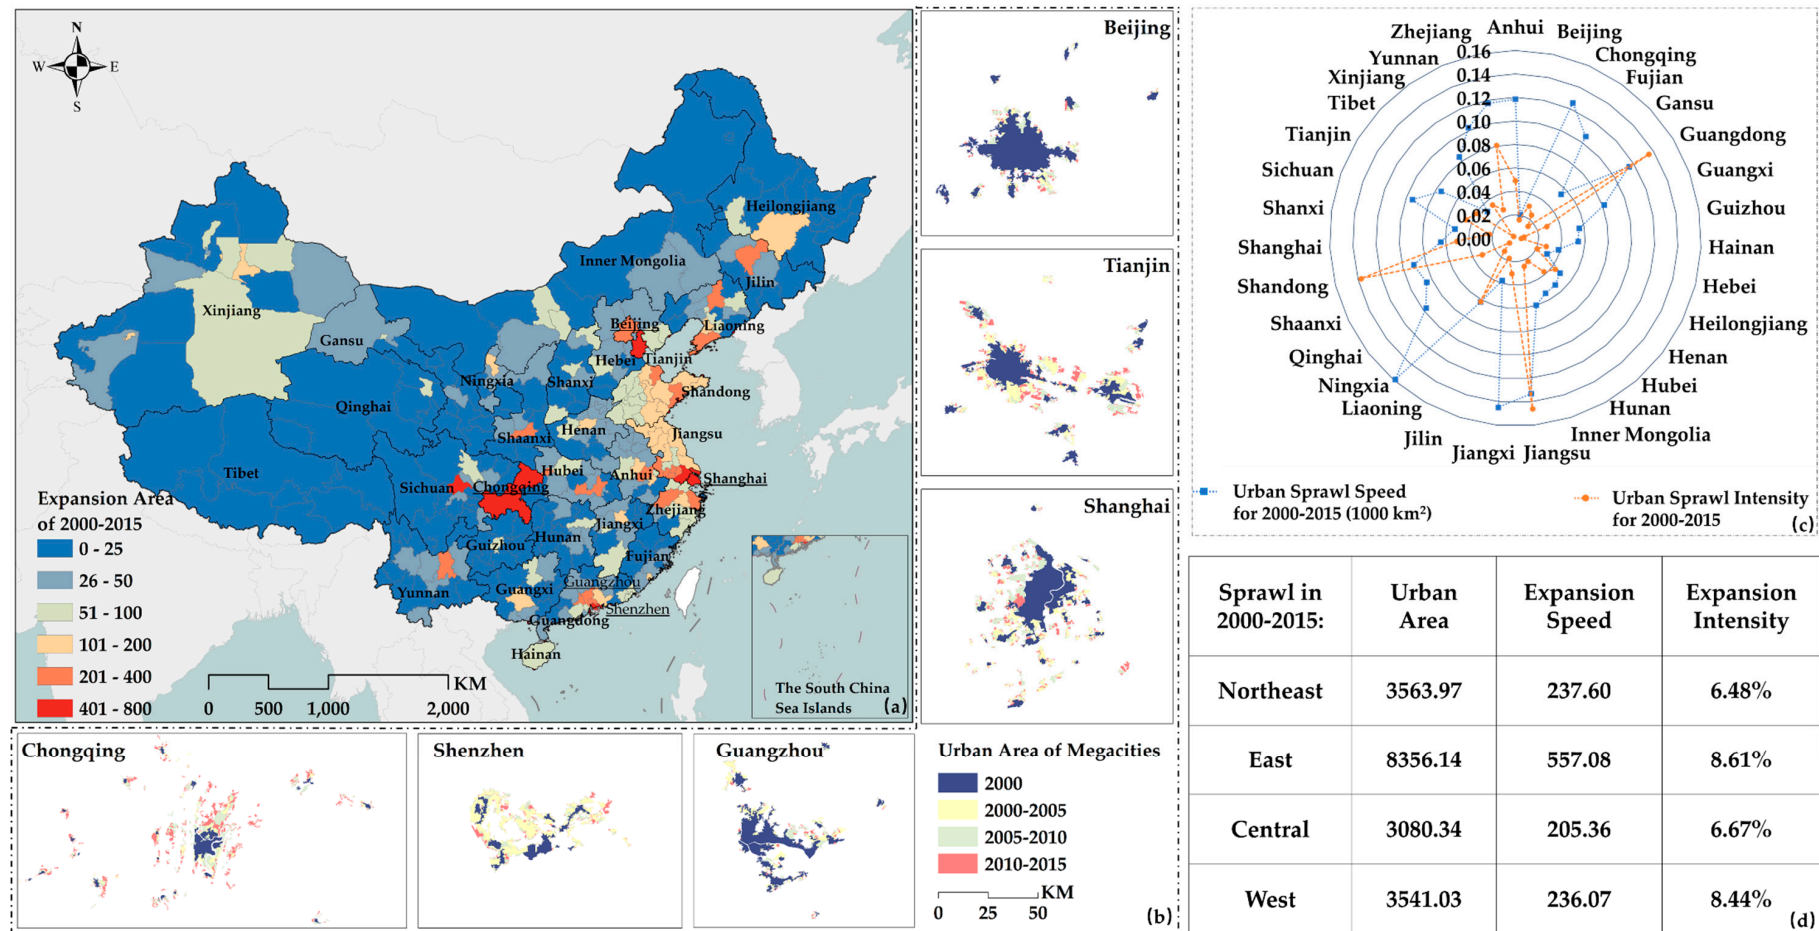 N
W
E
S
Heilongjiang
Inner Mongolia
Jilin
Xinjiang
Beijing
Liaoning
Gansu
Hebei
Tianjin
Ningxia
Shanxi
Shandong
Qinghai
Henan
Jiangsu
Shaanxi
Tibet
Hubei
Anhui
Shanghai
Sichuan
Chongqing
Zhejiang
Jiangxi
Guizhou
Hunan
Fujian
Yunnan
Guangxi
Guangzhou
Shenzhen
Guangdong
Hainan
Expansion Area
of 2000-2015
0 - 25
26 - 50
51 - 100
101 - 200
201 - 400
401 - 800
KM
0
500
1,000
2,000
The South China
Sea Islands
(a)
Beijing
Tianjin
Shanghai
Chongqing
Shenzhen
Guangzhou
Urban Area of Megacities
2000
2000-2005
2005-2010
2010-2015
KM
0
25
50
(b)
Anhui
Beijing
Chongqing
Fujian
Gansu
Guangdong
Guangxi
Guizhou
Hainan
Hebei
Heilongjiang
Henan
Hubei
Hunan
Inner Mongolia
Jiangsu
Jiangxi
Jilin
Liaoning
Ningxia
Qinghai
Shaanxi
Shandong
Shanghai
Shanxi
Sichuan
Tianjin
Tibet
Xinjiang
Yunnan
Zhejiang
0.16
0.14
0.12
0.10
0.08
0.06
0.04
0.02
0.00
Urban Sprawl Speed
for 2000-2015 (1000 km²)
Urban Sprawl Intensity
for 2000-2015
(c)
Sprawl in Urban Expansion Expansion
2000-2015: Area Speed Intensity
Northeast 3563.97 237.60 6.48%
East 8356.14 557.08 8.61%
Central 3080.34 205.36 6.67%
West 3541.03 236.07 8.44%
(d)